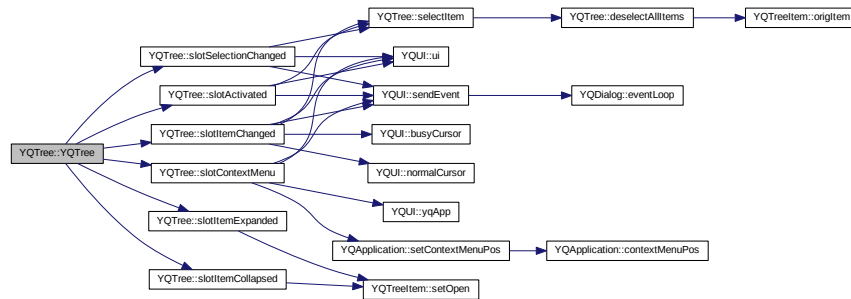 YQTree::YQTree
YQTree::slotSelectionChanged
YQTree::slotActivated
YQTree::slotItemChanged
YQTree::slotContextMenu
YQTree::slotItemExpanded
YQTree::slotItemCollapsed
YQTree::selectItem
YQUI::ui
YQUI::sendEvent
YQUI::busyCursor
YQUI::normalCursor
YQUI::yqApp
YQApplication::setContextMenuPos
YQTreeItem::setOpen
YQTree::deselectAllItems
YQDialog::eventLoop
YQApplication::contextMenuPos
YQTreeItem::origItem